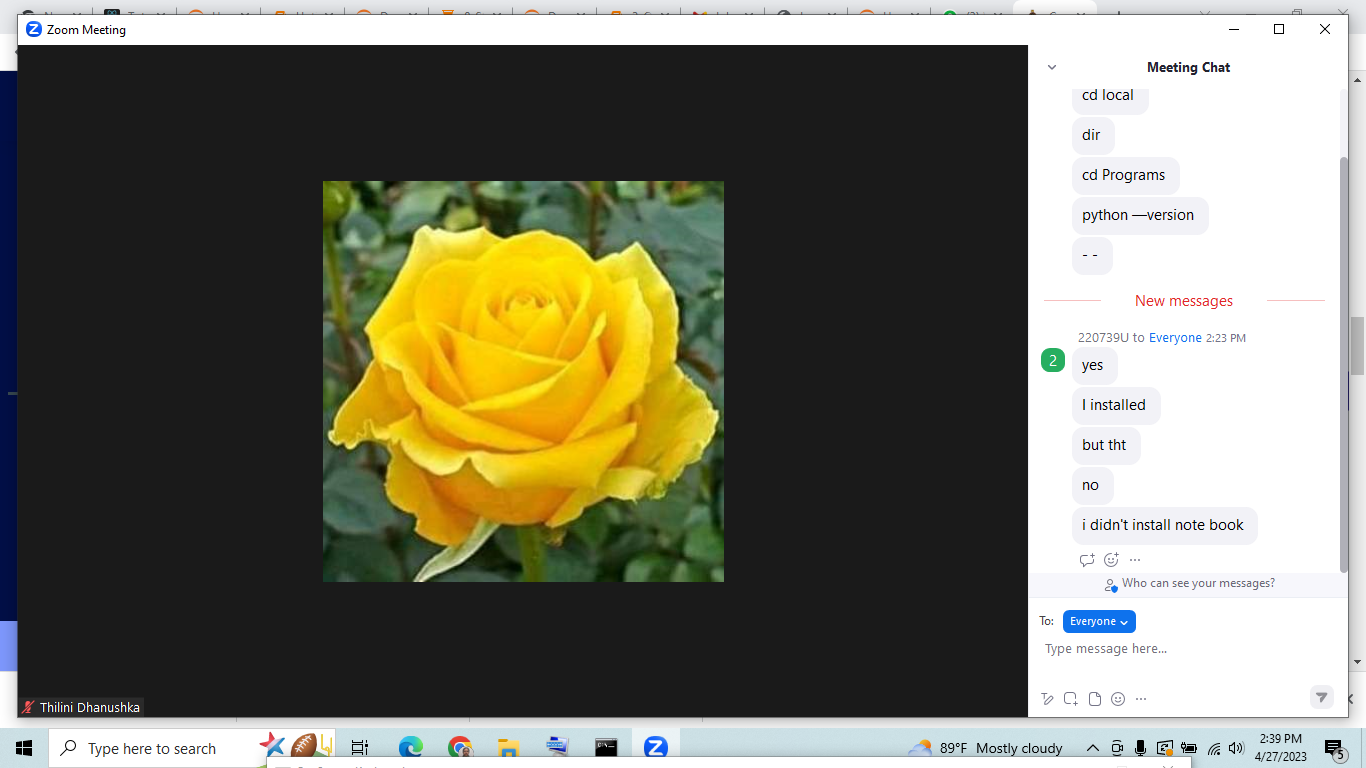 Zoom Meeting
Meeting Chat
cd local
dir
cd Programs
python —version
- -
New messages
220739U to Everyone 2:23 PM
2
yes
I installed
but tht
no
i didn't install note book
Who can see your messages?
To: Everyone
Type message here...
Thilini Dhanushka
Type here to search
89°F Mostly cloudy
2:39 PM
4/27/2023
5